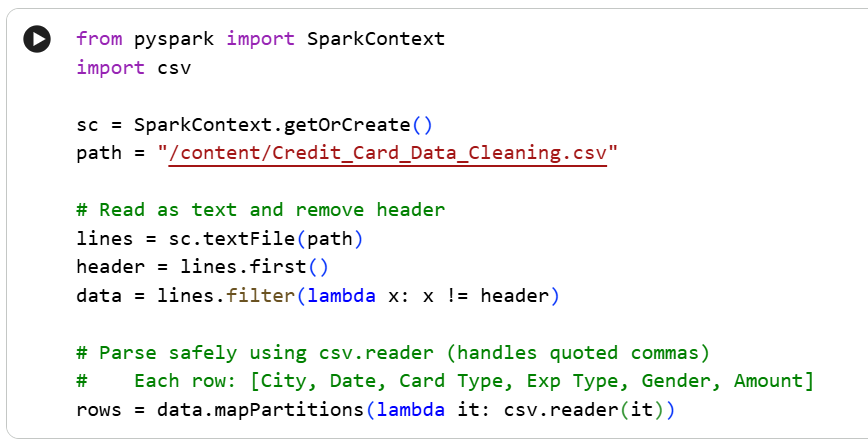 from pyspark import SparkContext
import csv
sc = SparkContext.getOrCreate()
path = "/content/Credit_Card_Data_Cleaning.csv"
# Read as text and remove header
lines = sc.textFile(path)
header = lines.first()
data = lines.filter(lambda x: x != header)
# Parse safely using csv.reader (handles quoted commas)
#    Each row: [City, Date, Card Type, Exp Type, Gender, Amount]
rows = data.mapPartitions(lambda it: csv.reader(it))